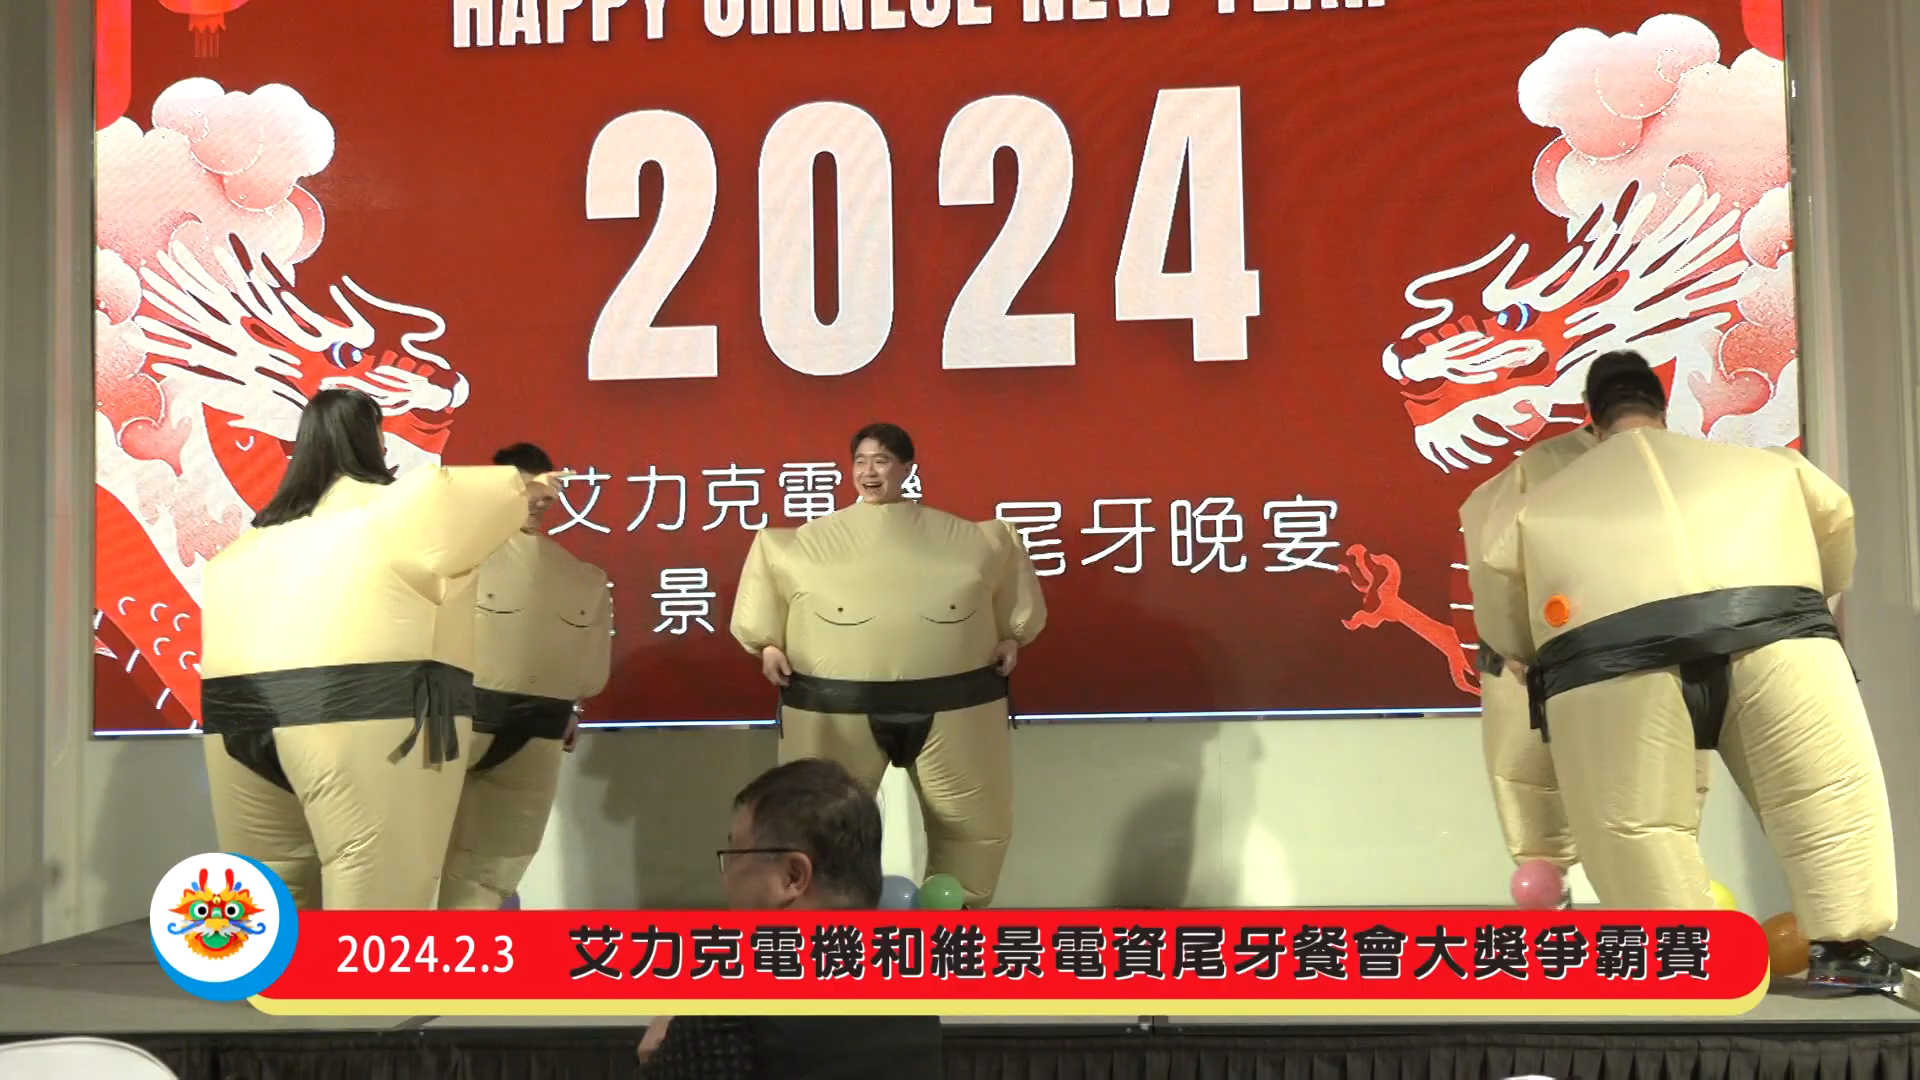 HAPPY CHINESE NEW YEAR
2024
艾力克電機
尾牙晚宴
景
2024.2.3 艾力克電機和維景電資尾牙餐會大獎爭霸賽